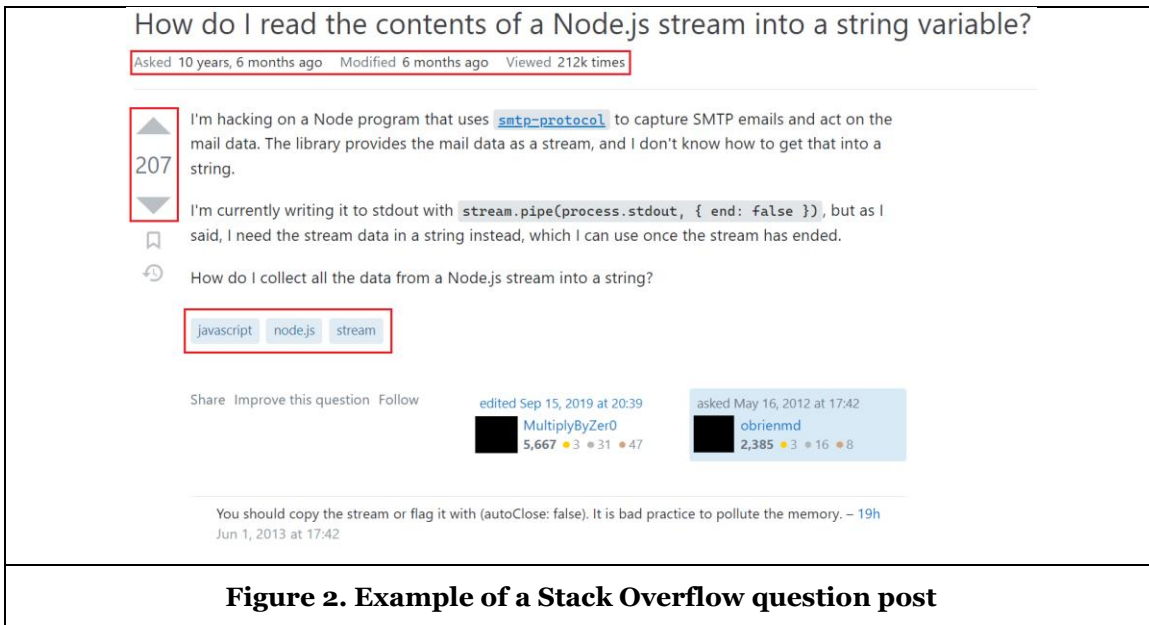 How do I read the contents of a Node.js stream into a string variable?
Asked 10 years, 6 months ago Modified 6 months ago Viewed 212k times
I'm hacking on a Node program that uses smtp-protocol to capture SMTP emails and act on the
mail data. The library provides the mail data as a stream, and I don't know how to get that into a
207
string.
I'm currently writing it to stdout with stream.pipe(process.stdout, { end: false }), but as I
said, I need the stream data in a string instead, which I can use once the stream has ended.
How do I collect all the data from a Node.js stream into a string?
javascript node.js stream
Share Improve this question Follow
edited Sep 15, 2019 at 20:39
MultiplyByZer0
5,667 3 31 47
asked May 16, 2012 at 17:42
obrienmd
2,385 3 16 8
You should copy the stream or flag it with (autoClose: false). It is bad practice to pollute the memory. – 19h
Jun 1, 2013 at 17:42
Figure 2. Example of a Stack Overflow question post